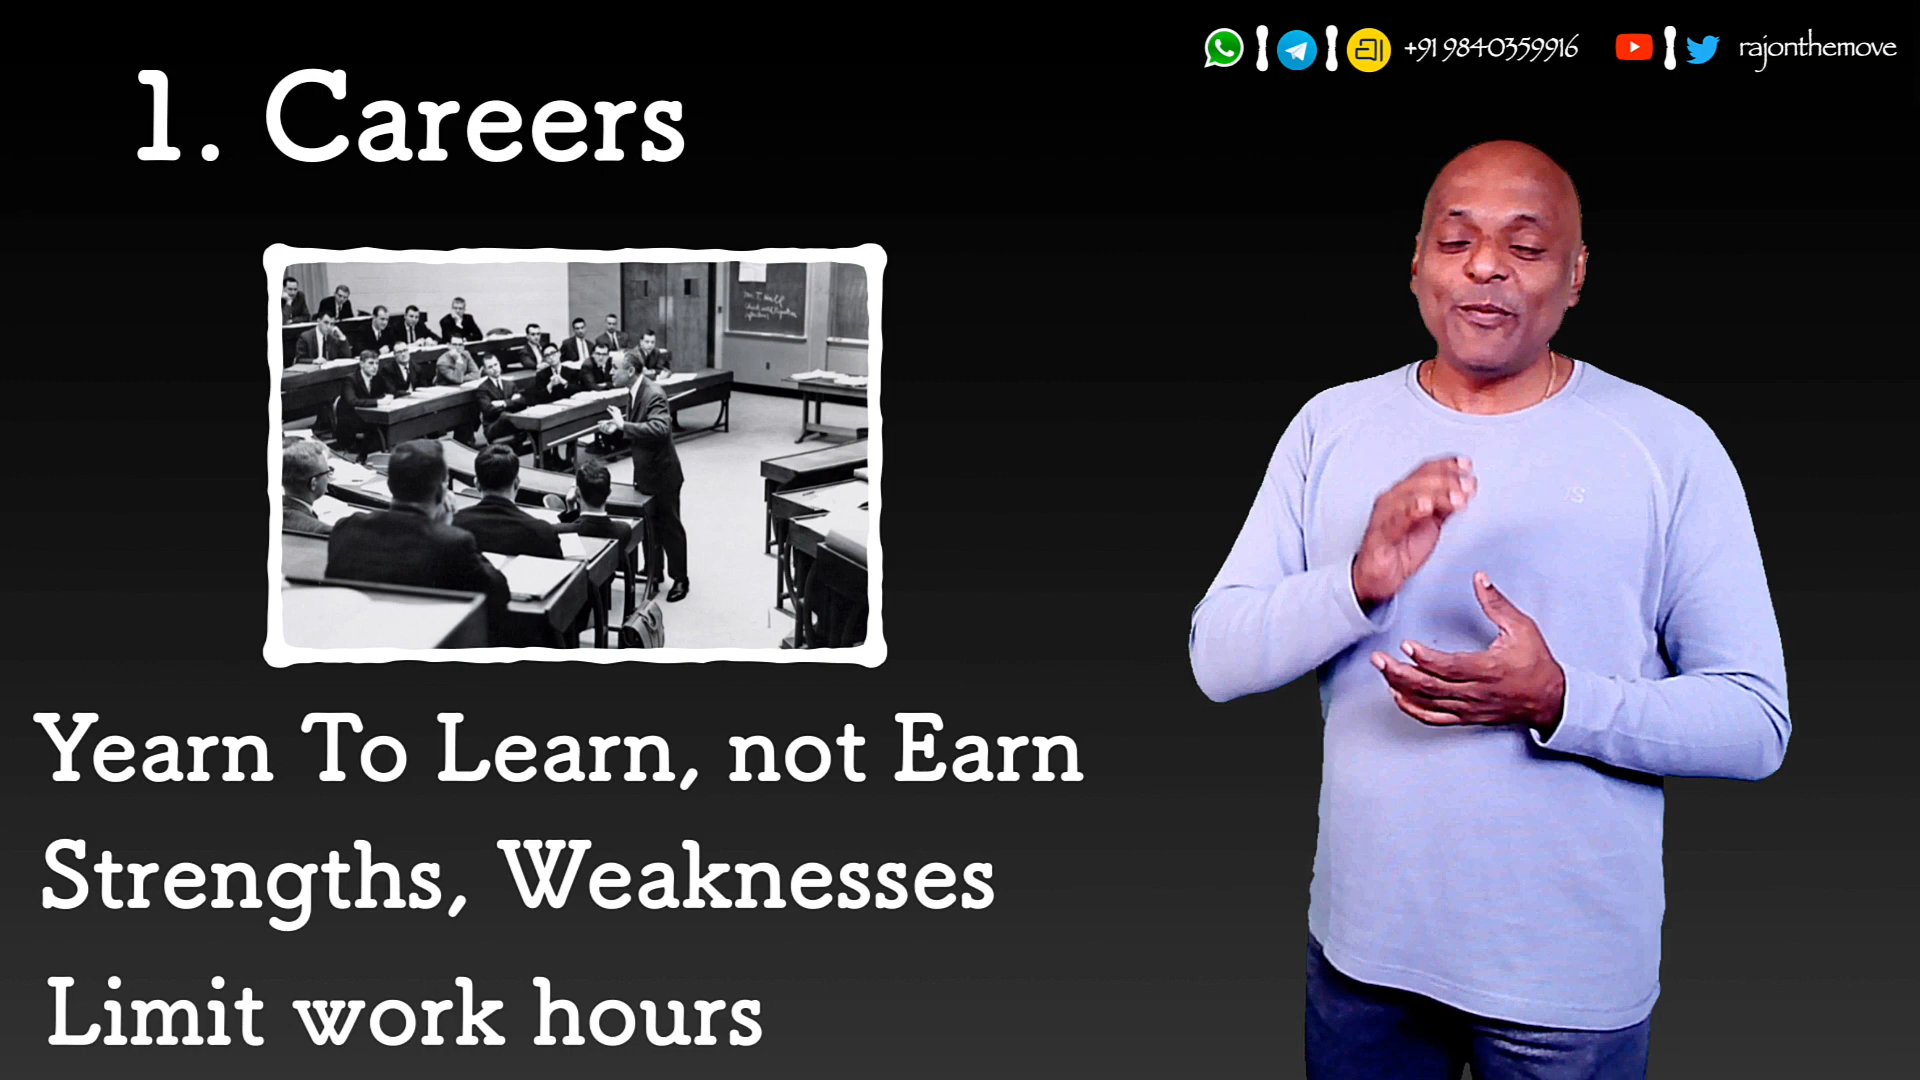 +91 9840359916 rajonthemove
1. Careers
Yearn To Learn, not Earn
Strengths, Weaknesses
Limit work hours